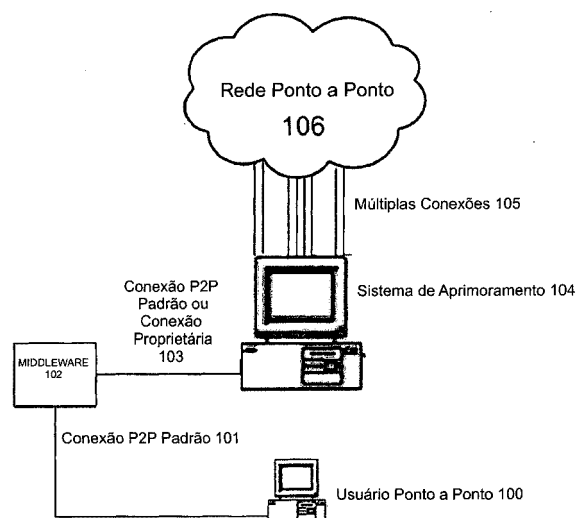 Rede Ponto a Ponto
106
Múltiplas Conexões 105
Sistema de Aprimoramento 104
Conexão P2P
Padrão ou
Conexão
Proprietária
103
MIDDLEWARE
102
Conexão P2P Padrão 101
Usuário Ponto a Ponto 100